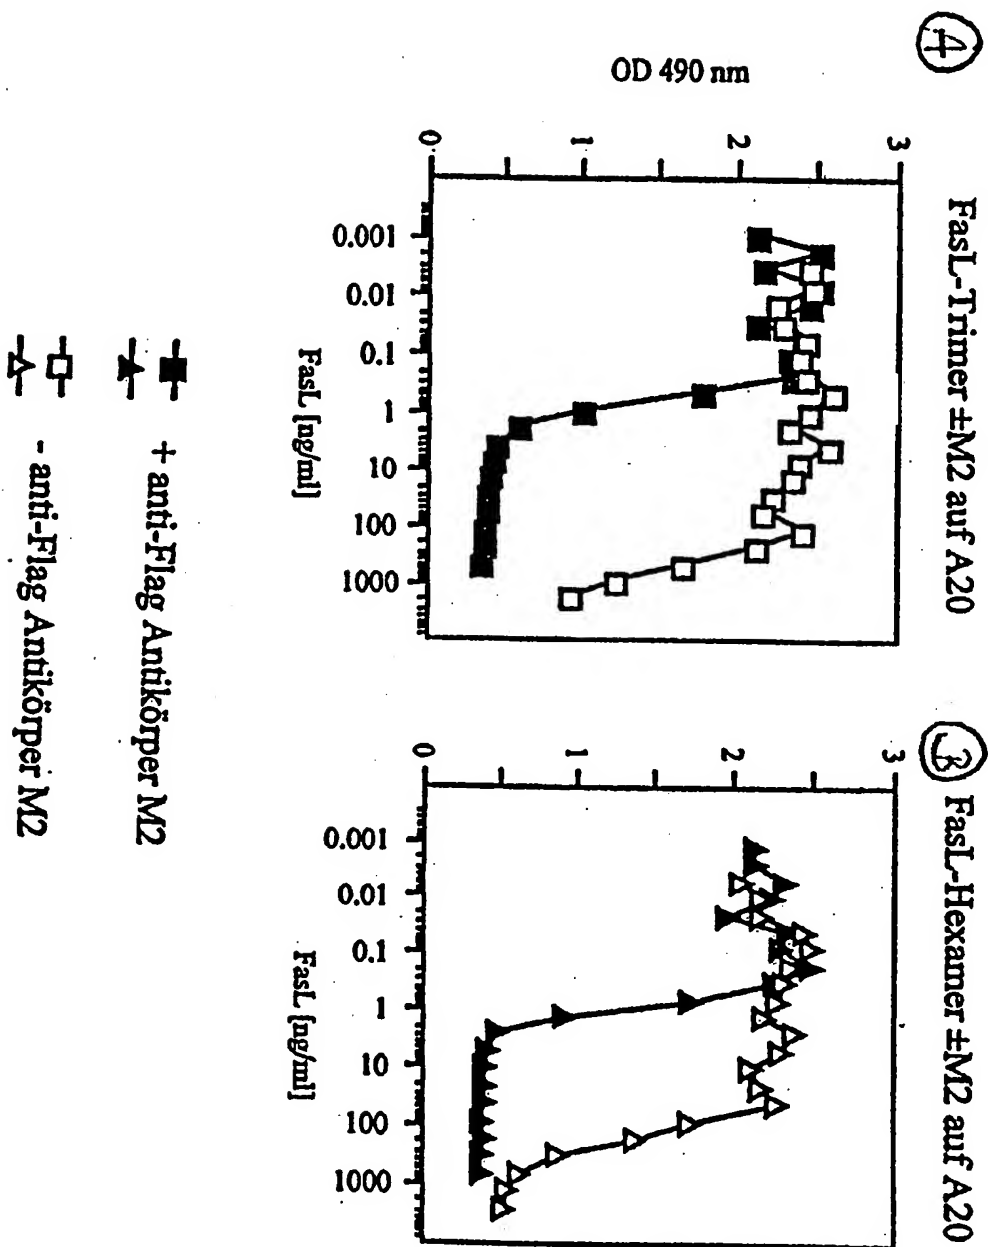 A
FasL-Trimer ±M2 auf A20
OD 490 nm
3
2
1
0
0.001
0.01
0.1
1
10
100
1000
FasL [ng/ml]
B
FasL-Hexamer ±M2 auf A20
3
2
1
0
0.001
0.01
0.1
1
10
100
1000
FasL [ng/ml]
+ anti-Flag Antikörper M2
- anti-Flag Antikörper M2